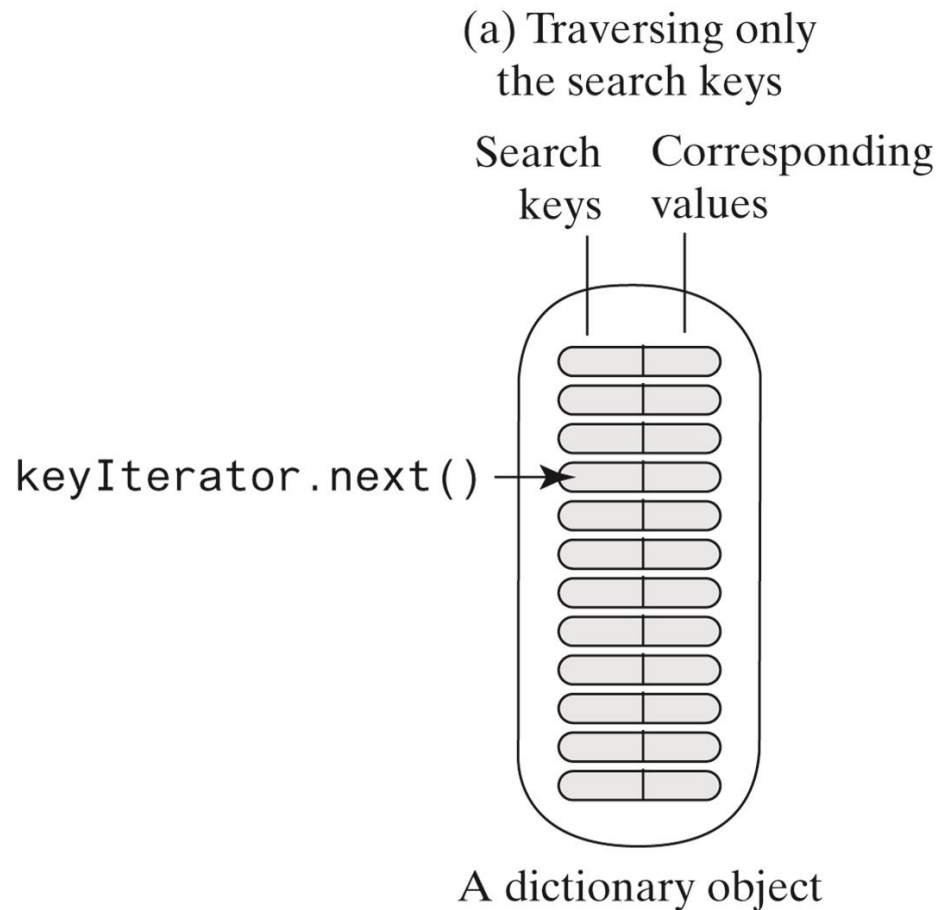 (a) Traversing only
the search keys
Search keys
Corresponding values
keyIterator.next()
A dictionary object